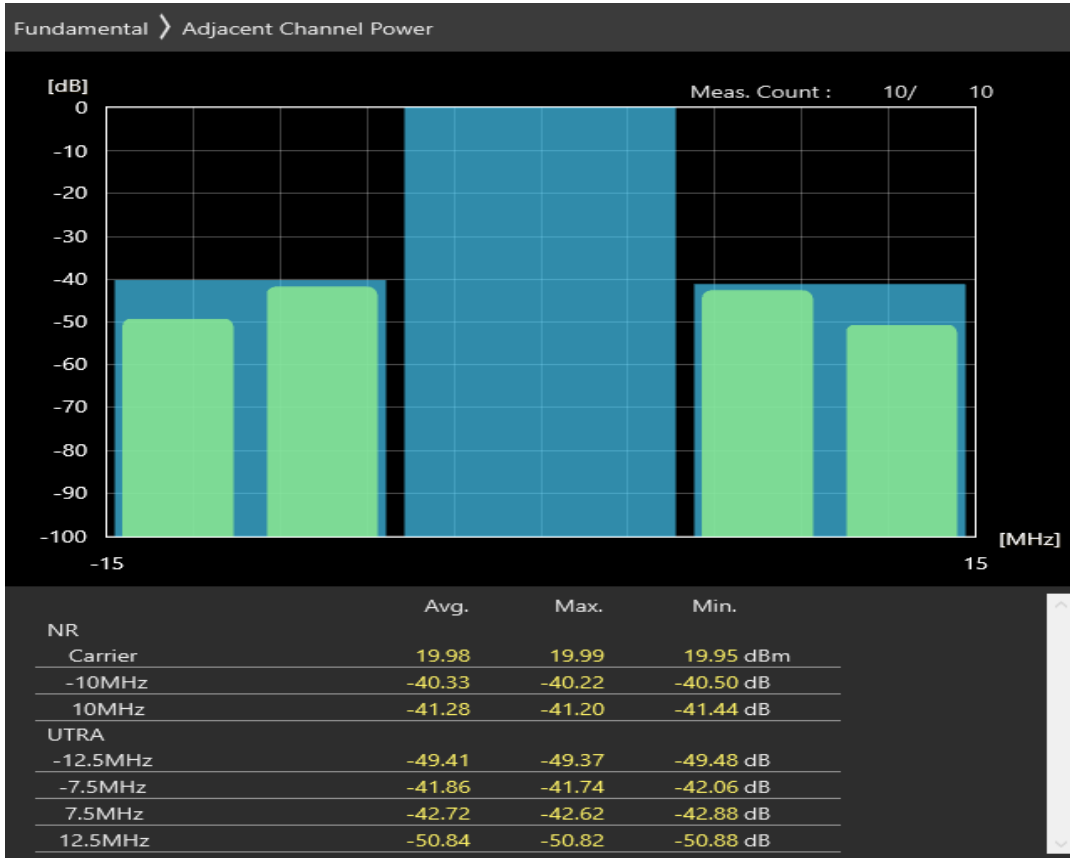 Fundamental 〉 Adjacent Channel Power
[dB]
Meas. Count : 10/ 10
0
-10
-20
-30
-40
-50
-60
-70
-80
-90
-100
[MHz]
-15 15
Avg. Max. Min.
NR
Carrier 19.98 19.99 19.95 dBm
-10MHz -40.33 -40.22 -40.50 dB
10MHz -41.28 -41.20 -41.44 dB
UTRA
-12.5MHz -49.41 -49.37 -49.48 dB
-7.5MHz -41.86 -41.74 -42.06 dB
7.5MHz -42.72 -42.62 -42.88 dB
12.5MHz -50.84 -50.82 -50.88 dB